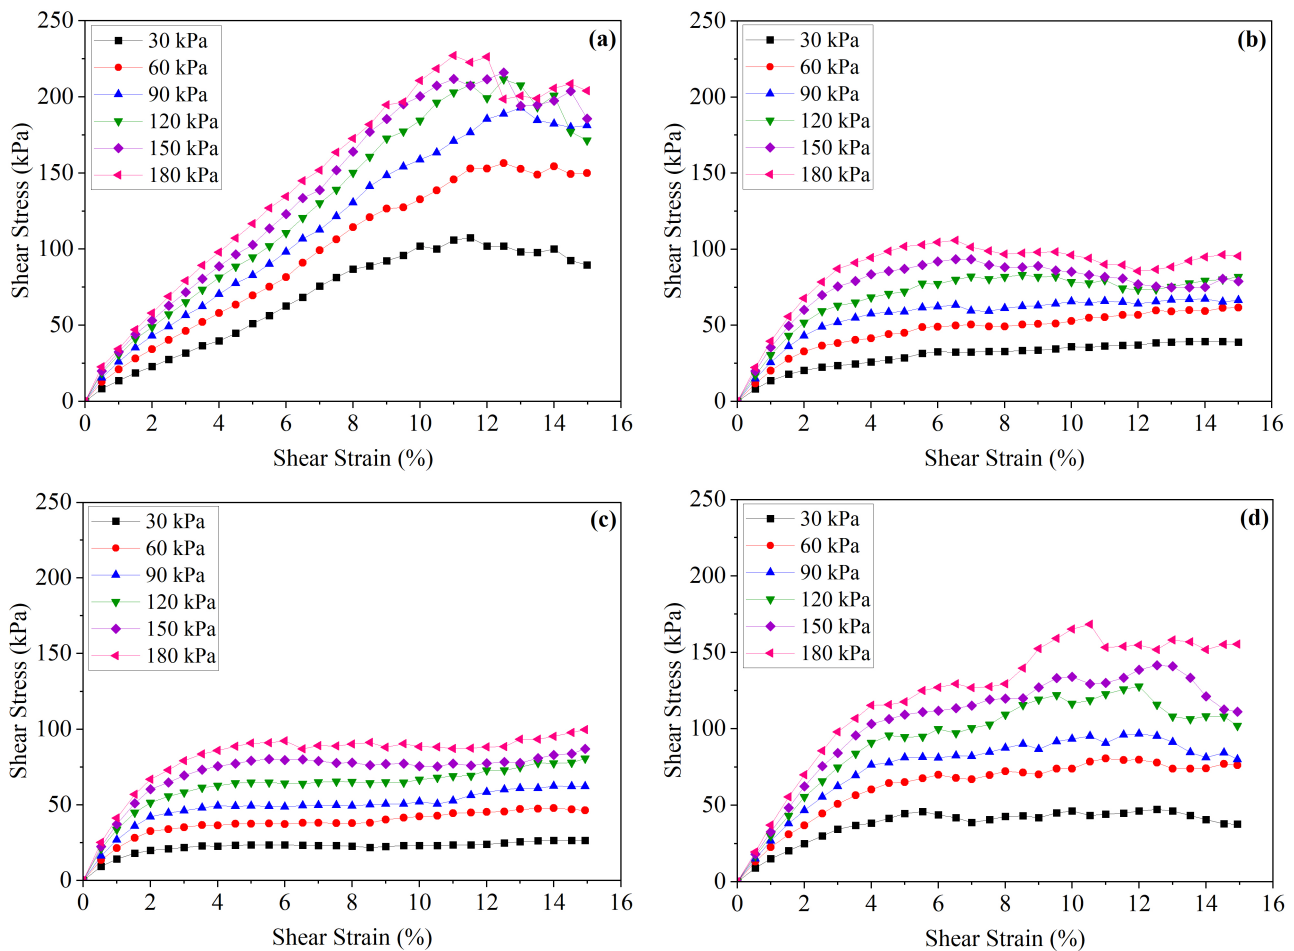 (a)
30 kPa
60 kPa
90 kPa
120 kPa
150 kPa
180 kPa
250
200
150
100
50
0
0 2 4 6 8 10 12 14 16
Shear Stress (kPa)
Shear Strain (%)
(b)
30 kPa
60 kPa
90 kPa
120 kPa
150 kPa
180 kPa
250
200
150
100
50
0
0 2 4 6 8 10 12 14 16
Shear Stress (kPa)
Shear Strain (%)
(c)
30 kPa
60 kPa
90 kPa
120 kPa
150 kPa
180 kPa
250
200
150
100
50
0
0 2 4 6 8 10 12 14 16
Shear Stress (kPa)
Shear Strain (%)
(d)
30 kPa
60 kPa
90 kPa
120 kPa
150 kPa
180 kPa
250
200
150
100
50
0
0 2 4 6 8 10 12 14 16
Shear Stress (kPa)
Shear Strain (%)